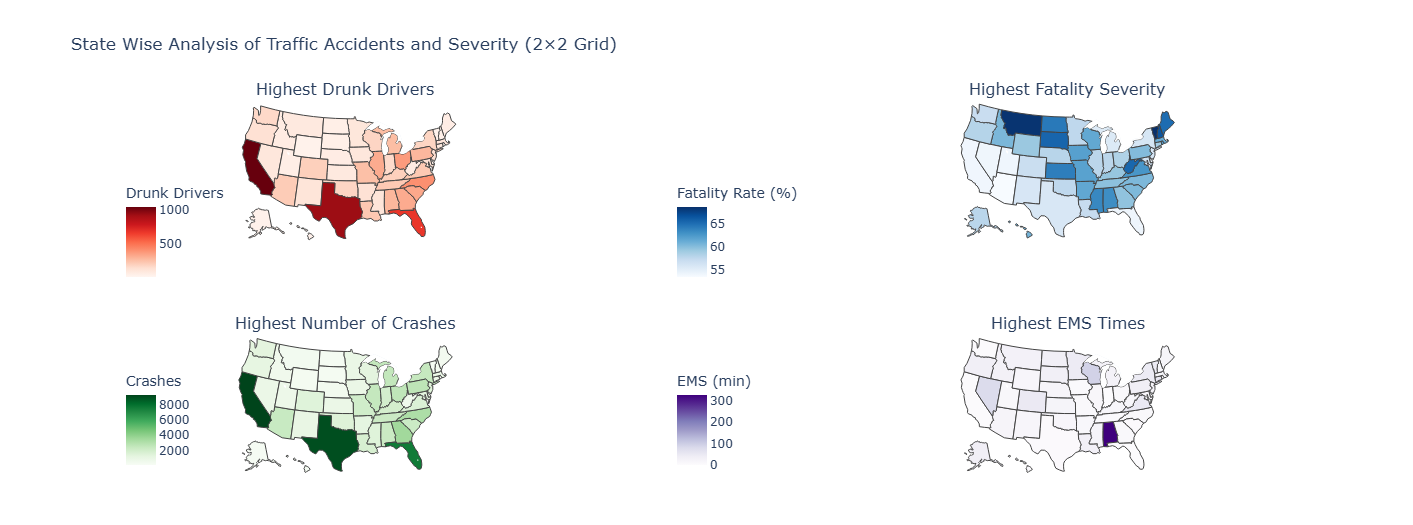 State Wise Analysis of Traffic Accidents and Severity (2×2 Grid)
Highest Drunk Drivers
Drunk Drivers
1000
500
Highest Fatality Severity
Fatality Rate (%)
65
60
55
Highest Number of Crashes
Crashes
8000
6000
4000
2000
Highest EMS Times
EMS (min)
300
200
100
0